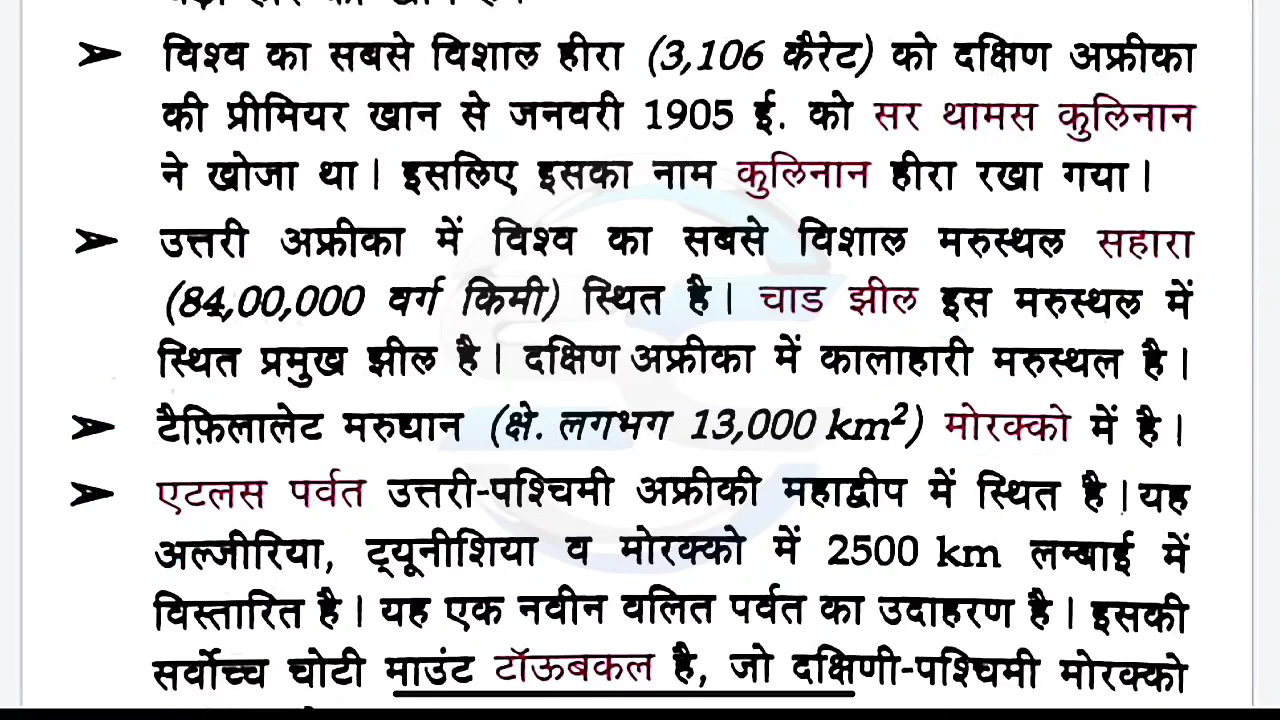 ➢ विश्व का सबसे विशाल हीरा (3,106 कैरेट) को दक्षिण अफ्रीका
की प्रीमियर खान से जनवरी 1905 ई. को सर थामस कुलिनान
ने खोजा था। इसलिए इसका नाम कुलिनान हीरा रखा गया।
➢ उत्तरी अफ्रीका में विश्व का सबसे विशाल मरुस्थल सहारा
(84,00,000 वर्ग किमी) स्थित है। चाड झील इस मरुस्थल में
स्थित प्रमुख झील है। दक्षिण अफ्रीका में कालाहारी मरुस्थल है।
➢ टैफ़िलालेट मरुद्यान (क्षे. लगभग 13,000 km²) मोरक्को में है।
➢ एटलस पर्वत उत्तरी-पश्चिमी अफ्रीकी महाद्वीप में स्थित है। यह
अल्जीरिया, ट्यूनीशिया व मोरक्को में 2500 km लम्बाई में
विस्तारित है। यह एक नवीन वलित पर्वत का उदाहरण है। इसकी
सर्वोच्च चोटी माउंट टॉऊबकल है, जो दक्षिणी-पश्चिमी मोरक्को